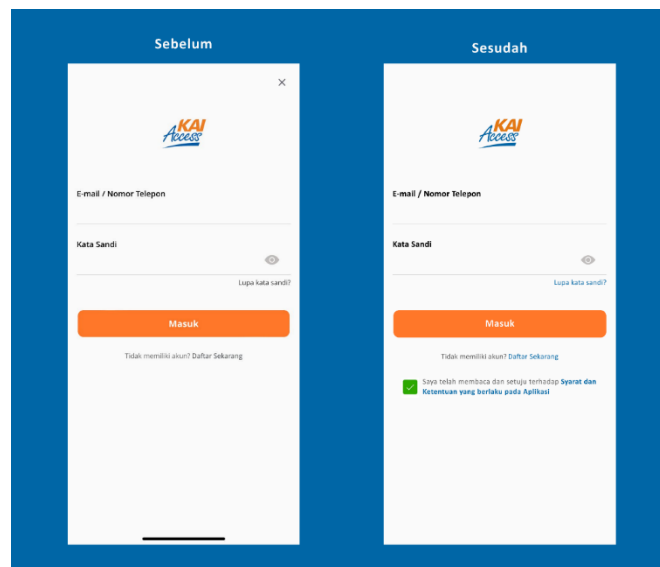 Sebelum
KAI
Access
E-mail / Nomor Telepon
Kata Sandi
Lupa kata sandi?
Masuk
Tidak memiliki akun? Daftar Sekarang
Sesudah
KAI
Access
E-mail / Nomor Telepon
Kata Sandi
Lupa kata sandi?
Masuk
Tidak memiliki akun? Daftar Sekarang
Saya telah membaca dan setuju terhadap Syarat dan
Ketentuan yang berlaku pada Aplikasi